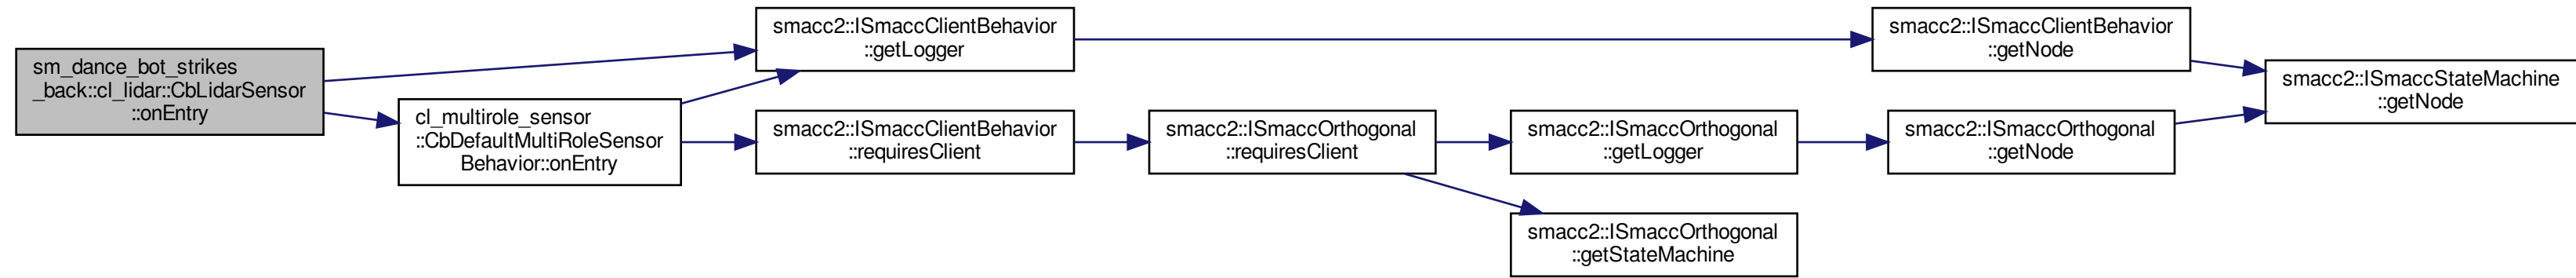 sm_dance_bot_strikes
_back::cl_lidar::CbLidarSensor
::onEntry
cl_multirole_sensor
::CbDefaultMultiRoleSensor
Behavior::onEntry
smacc2::ISmaccClientBehavior
::getLogger
smacc2::ISmaccClientBehavior
::requiresClient
smacc2::ISmaccOrthogonal
::requiresClient
smacc2::ISmaccOrthogonal
::getLogger
smacc2::ISmaccOrthogonal
::getStateMachine
smacc2::ISmaccClientBehavior
::getNode
smacc2::ISmaccOrthogonal
::getNode
smacc2::ISmaccStateMachine
::getNode